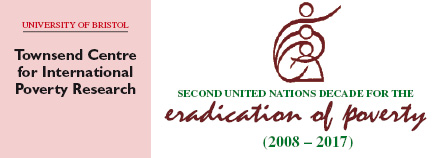 UNIVERSITY OF BRISTOL
Townsend Centre
for International
Poverty Research
SECOND UNITED NATIONS DECADE FOR THE
eradication of poverty
(2008 – 2017)